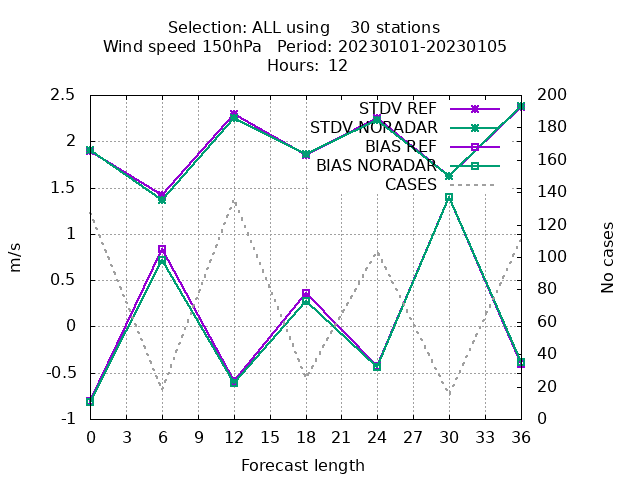 Selection: ALL using    30 stations
Wind speed 150hPa   Period: 20230101-20230105
Hours:  12
2.5
2
1.5
1
0.5
0
-0.5
-1
200
180
160
140
120
100
80
60
40
20
0
m/s
No cases
STDV REF
STDV NORADAR
BIAS REF
BIAS NORADAR
CASES
0 3 6 9 12 15 18 21 24 27 30 33 36
Forecast length